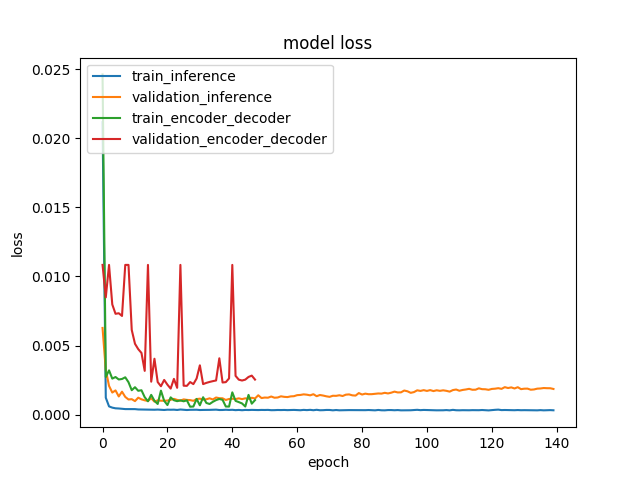 model loss
train_inference
validation_inference
train_encoder_decoder
validation_encoder_decoder
0.025
0.020
0.015
0.010
0.005
0.000
loss
0 20 40 60 80 100 120 140
epoch